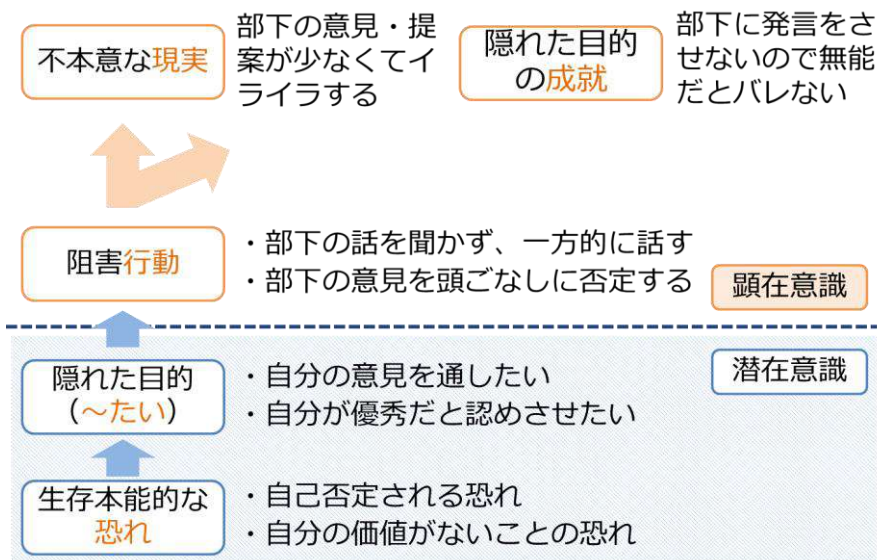 不本意な現実
部下の意見・提
案が少なくてイ
ライラする
隠れた目的
の成就
部下に発言をさ
せないので無能
だとバレない
阻害行動
・部下の話を聞かず、一方的に話す
・部下の意見を頭ごなしに否定する
顕在意識
隠れた目的
(～たい)
・自分の意見を通したい
・自分が優秀だと認めさせたい
潜在意識
生存本能的な
恐れ
・自己否定される恐れ
・自分の価値がないことの恐れ